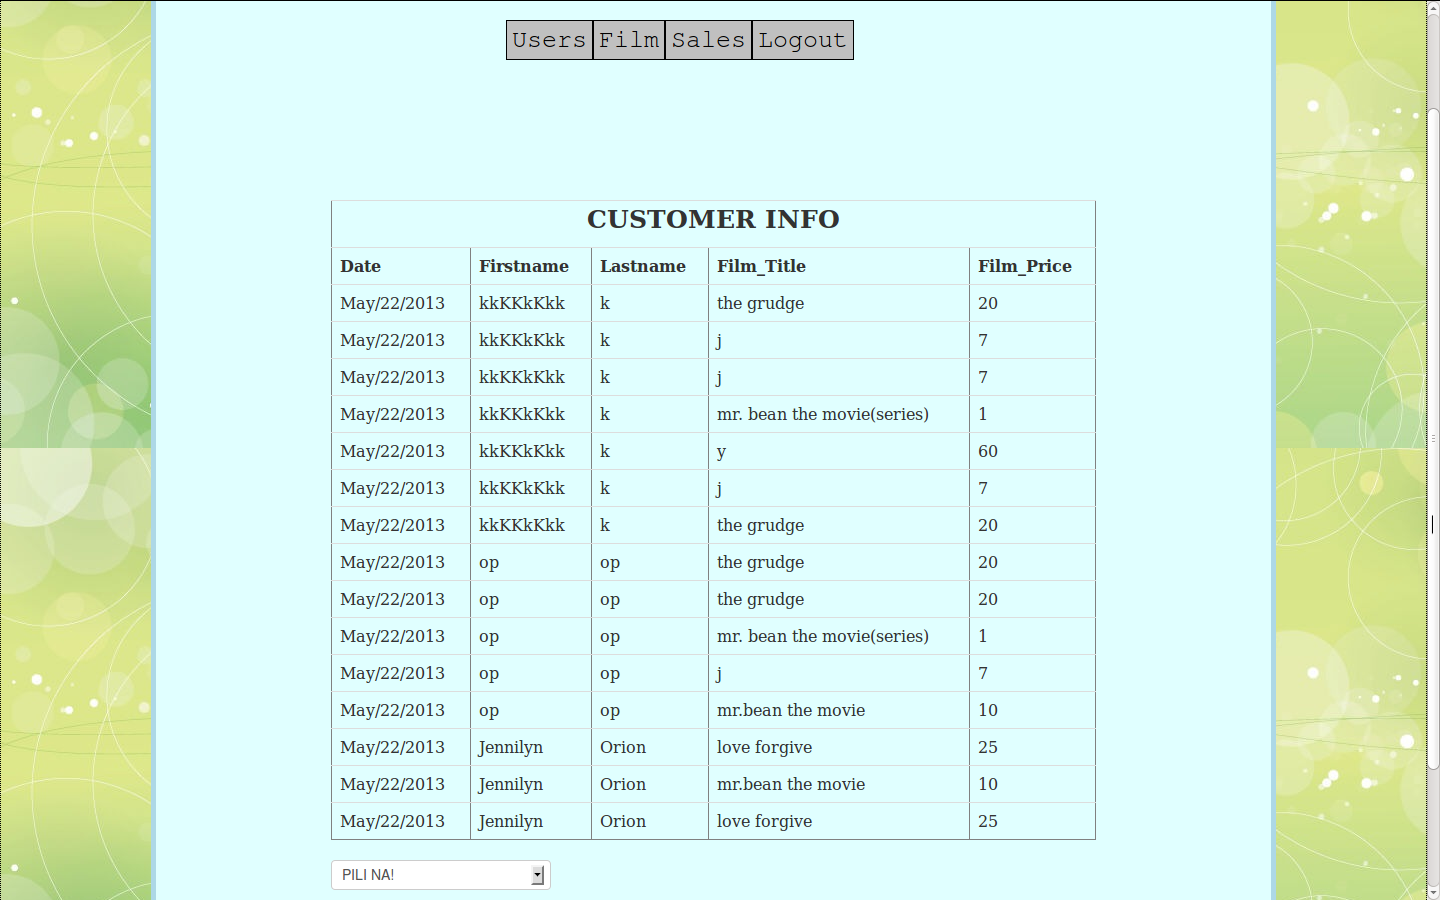 Users Film Sales Logout
CUSTOMER INFO
Date Firstname Lastname Film_Title Film_Price
May/22/2013 kkKKkKkk k the grudge 20
May/22/2013 kkKKkKkk k j 7
May/22/2013 kkKKkKkk k j 7
May/22/2013 kkKKkKkk k mr. bean the movie(series) 1
May/22/2013 kkKKkKkk k y 60
May/22/2013 kkKKkKkk k j 7
May/22/2013 kkKKkKkk k the grudge 20
May/22/2013 op op the grudge 20
May/22/2013 op op the grudge 20
May/22/2013 op op mr. bean the movie(series) 1
May/22/2013 op op j 7
May/22/2013 op op mr.bean the movie 10
May/22/2013 Jennilyn Orion love forgive 25
May/22/2013 Jennilyn Orion mr.bean the movie 10
May/22/2013 Jennilyn Orion love forgive 25
PILI NA!